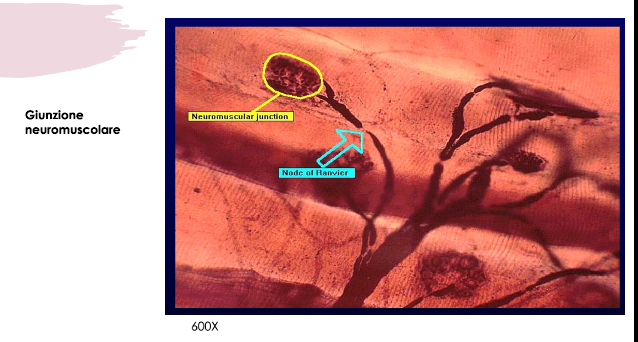 Giunzione
neuromuscolare
Neuromuscular junction
Node of Ranvier
600X